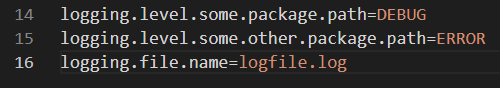 14 logging.level.some.package.path=DEBUG
15 logging.level.some.other.package.path=ERROR
16 logging.file.name=logfile.log